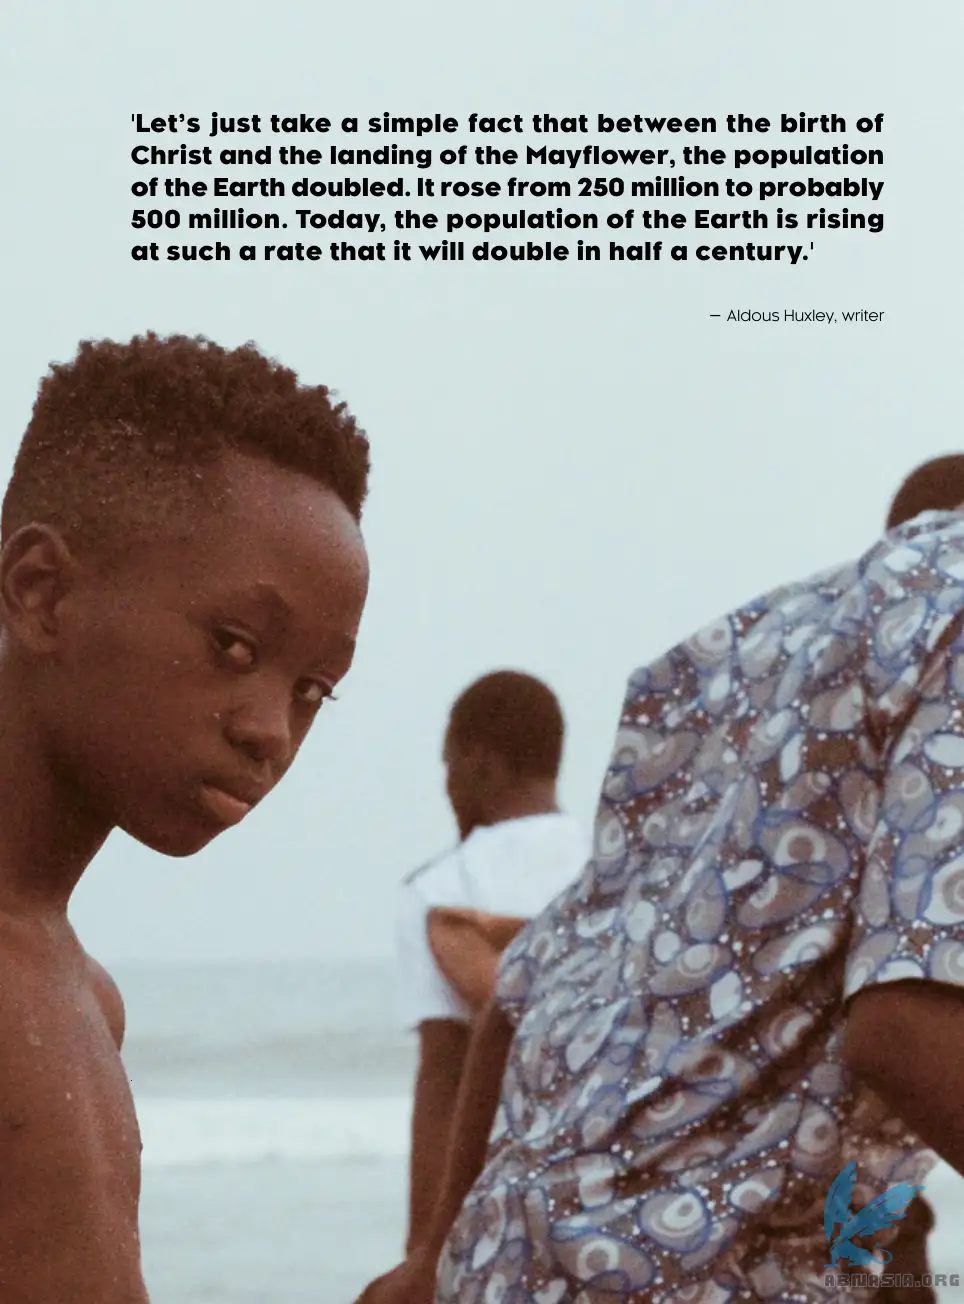 'Let’s just take a simple fact that between the birth of
Christ and the landing of the Mayflower, the population
of the Earth doubled. It rose from 250 million to probably
500 million. Today, the population of the Earth is rising
at such a rate that it will double in half a century.'
— Aldous Huxley, writer
ABNASIA.ORG